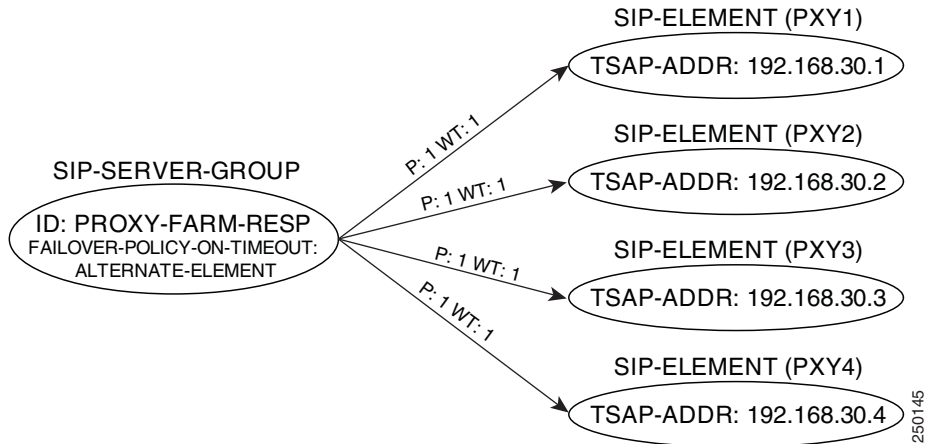 SIP-ELEMENT (PXY1)
TSAP-ADDR: 192.168.30.1
P: 1 WT: 1
SIP-ELEMENT (PXY2)
TSAP-ADDR: 192.168.30.2
P: 1 WT: 1
SIP-SERVER-GROUP
ID: PROXY-FARM-RESP
FAILOVER-POLICY-ON-TIMEOUT:
ALTERNATE-ELEMENT
SIP-ELEMENT (PXY3)
P: 1 WT: 1
TSAP-ADDR: 192.168.30.3
P: 1 WT: 1
SIP-ELEMENT (PXY4)
TSAP-ADDR: 192.168.30.4
250145